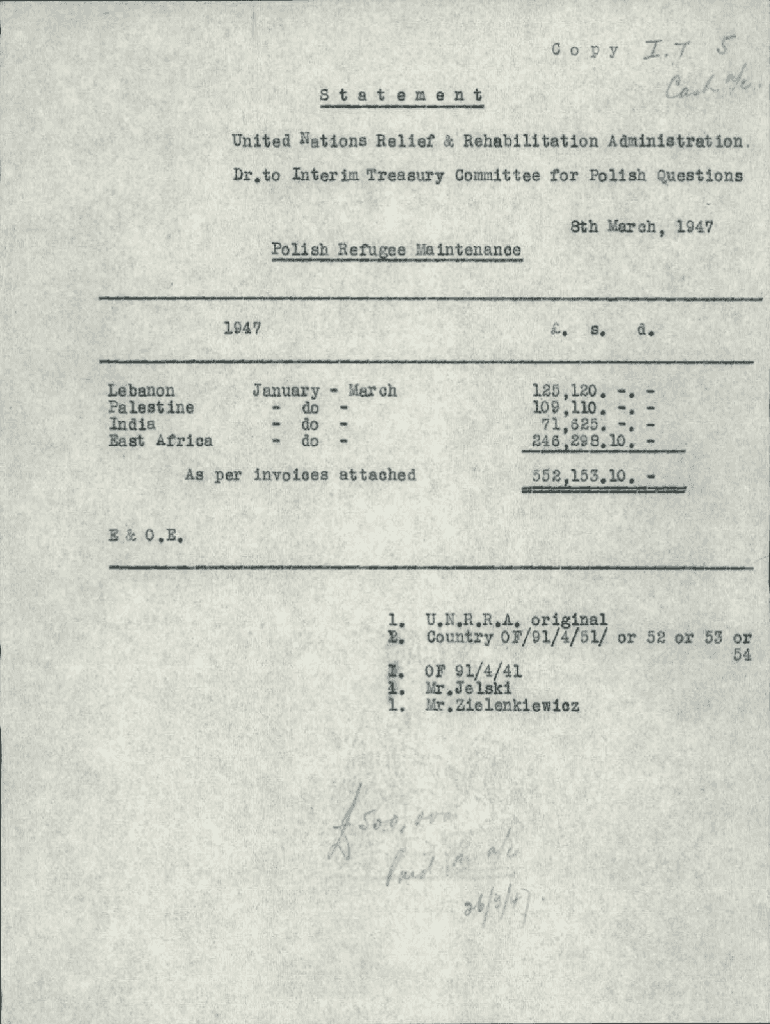 Copy I.T 5
Cash a/c.
Statement
United Nations Relief & Rehabilitation Administration.
Dr.to Interim Treasury Committee for Polish Questions
8th March, 1947
Polish Refugee Maintenance
1947 £. s. d.
Lebanon January - March 125,120. -. -
Palestine - do - 109,110. -. -
India - do - 71,625. -. -
East Africa - do - 246,298.10. -
As per invoices attached 552,153.10. -
E & O.E.
1. U.N.R.R.A. original
2. Country OF/91/4/51/ or 52 or 53 or
54
1. OF 91/4/41
1. Mr.Jelski
1. Mr.Zielenkiewicz
£500,000
Paid on a/c
26/3/47.